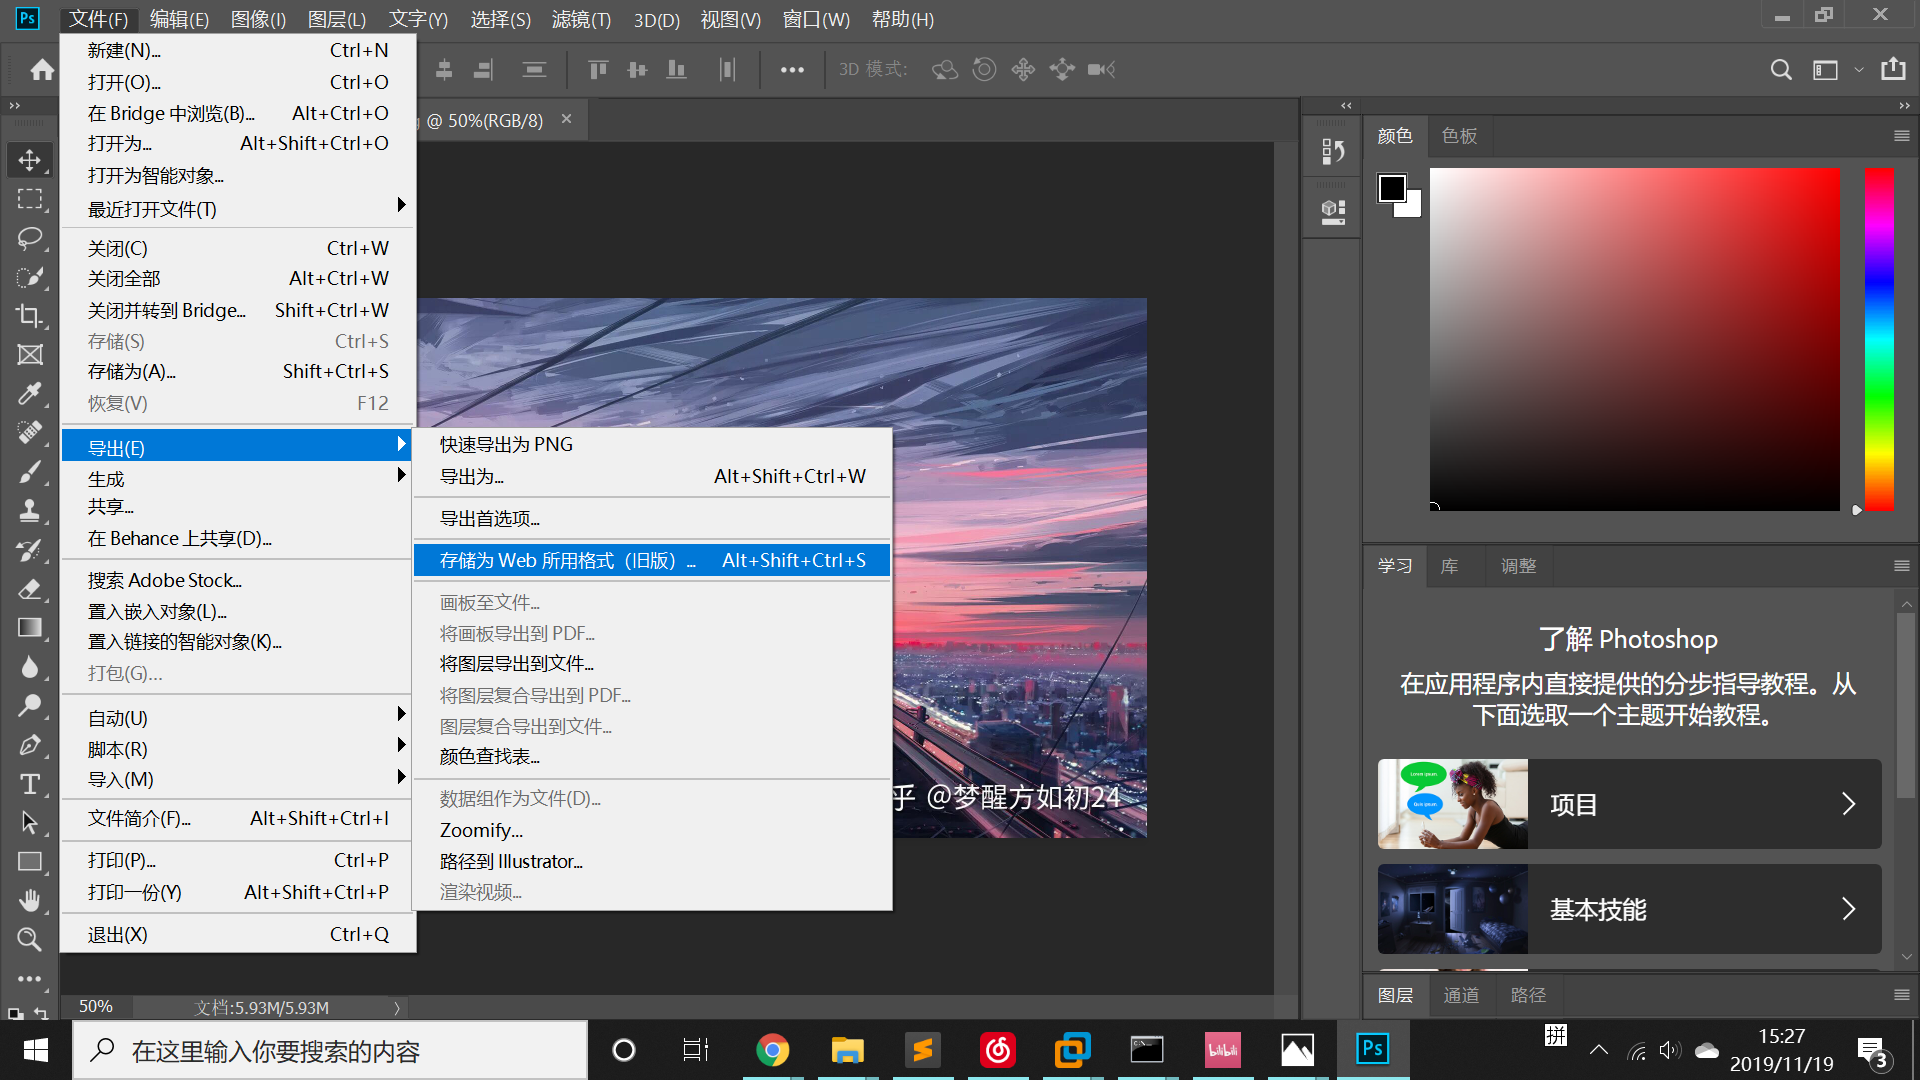 Ps 文件(F) 编辑(E) 图像(I) 图层(L) 文字(Y) 选择(S) 滤镜(T) 3D(D) 视图(V) 窗口(W) 帮助(H)
3D 模式:
@ 50%(RGB/8) ×
新建(N)... Ctrl+N
打开(O)... Ctrl+O
在 Bridge 中浏览(B)... Alt+Ctrl+O
打开为... Alt+Shift+Ctrl+O
打开为智能对象...
最近打开文件(T)
关闭(C) Ctrl+W
关闭全部 Alt+Ctrl+W
关闭并转到 Bridge... Shift+Ctrl+W
存储(S) Ctrl+S
存储为(A)... Shift+Ctrl+S
恢复(V) F12
导出(E)
生成
共享...
在 Behance 上共享(D)...
搜索 Adobe Stock...
置入嵌入对象(L)...
置入链接的智能对象(K)...
打包(G)...
自动(U)
脚本(R)
导入(M)
文件简介(F)... Alt+Shift+Ctrl+I
打印(P)... Ctrl+P
打印一份(Y) Alt+Shift+Ctrl+P
退出(X) Ctrl+Q
快速导出为 PNG
导出为... Alt+Shift+Ctrl+W
导出首选项...
存储为 Web 所用格式（旧版）... Alt+Shift+Ctrl+S
画板至文件...
将画板导出到 PDF...
将图层导出到文件...
将图层复合导出到 PDF...
图层复合导出到文件...
颜色查找表...
数据组作为文件(D)...
Zoomify...
路径到 Illustrator...
渲染视频...
乎 @梦醒方如初24
颜色 色板
学习 库 调整
了解 Photoshop
在应用程序内直接提供的分步指导教程。从
下面选取一个主题开始教程。
项目
基本技能
图层 通道 路径
50% 文档:5.93M/5.93M
在这里输入你要搜索的内容
bilibili
Ps
拼
15:27
2019/11/19
3